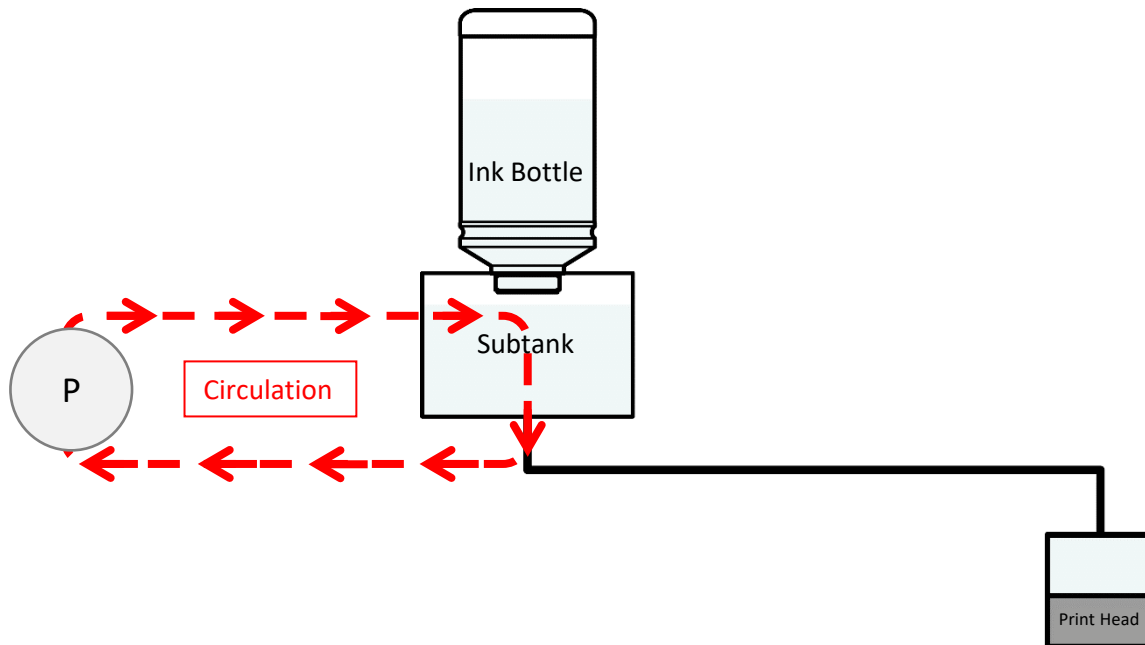 Ink Bottle
Subtank
P
Circulation
Print Head